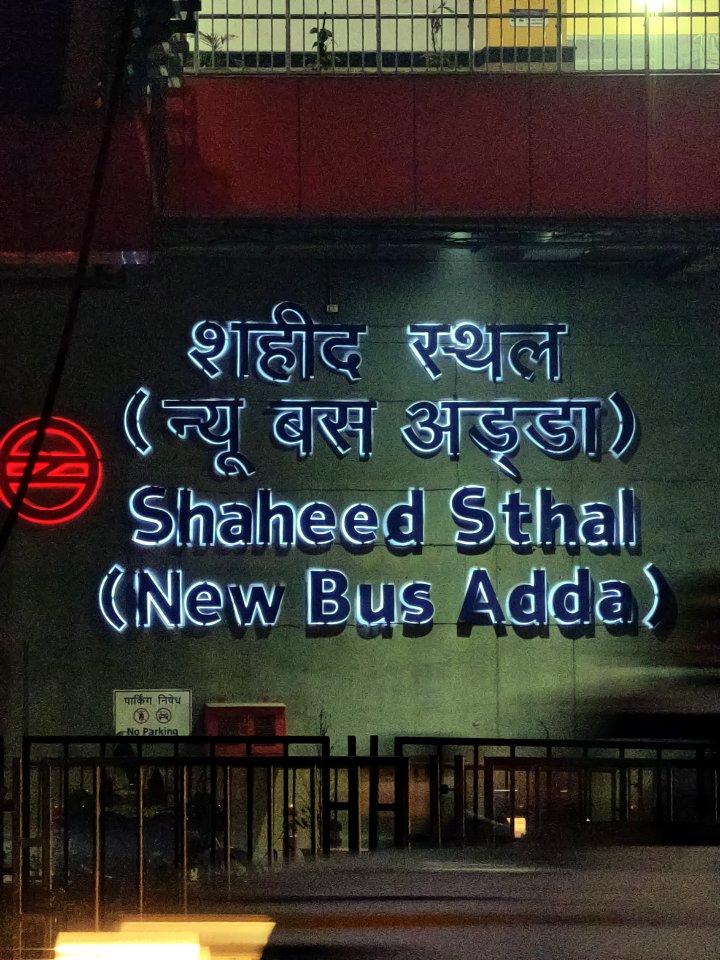 शहीद स्थल
(न्यू बस अड्डा)
Shaheed Sthal
(New Bus Adda)
पार्किंग निषेध
No Parking